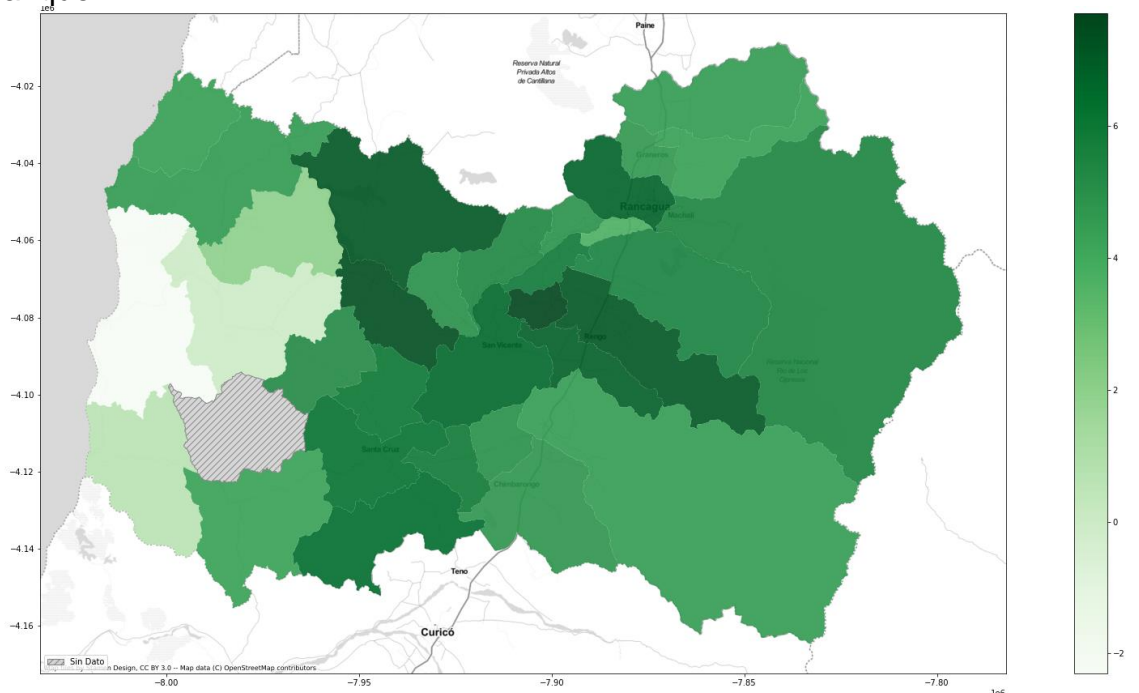 1e6
Paine
Reserva Natural
Privada Altos
de Cantillana
−4.02
−4.04
−4.06
−4.08
−4.10
−4.12
−4.14
−4.16
6
4
2
0
−2
Graneros
Rancagua
Machalí
Rengo
San Vicente
Reserva Nacional
Río de Los
Cipreses
Santa Cruz
Chimbarongo
Teno
Curicó
Sin Dato
Design, CC BY 3.0 -- Map data (C) OpenStreetMap contributors
−8.00
−7.95
−7.90
−7.85
−7.80
1e6